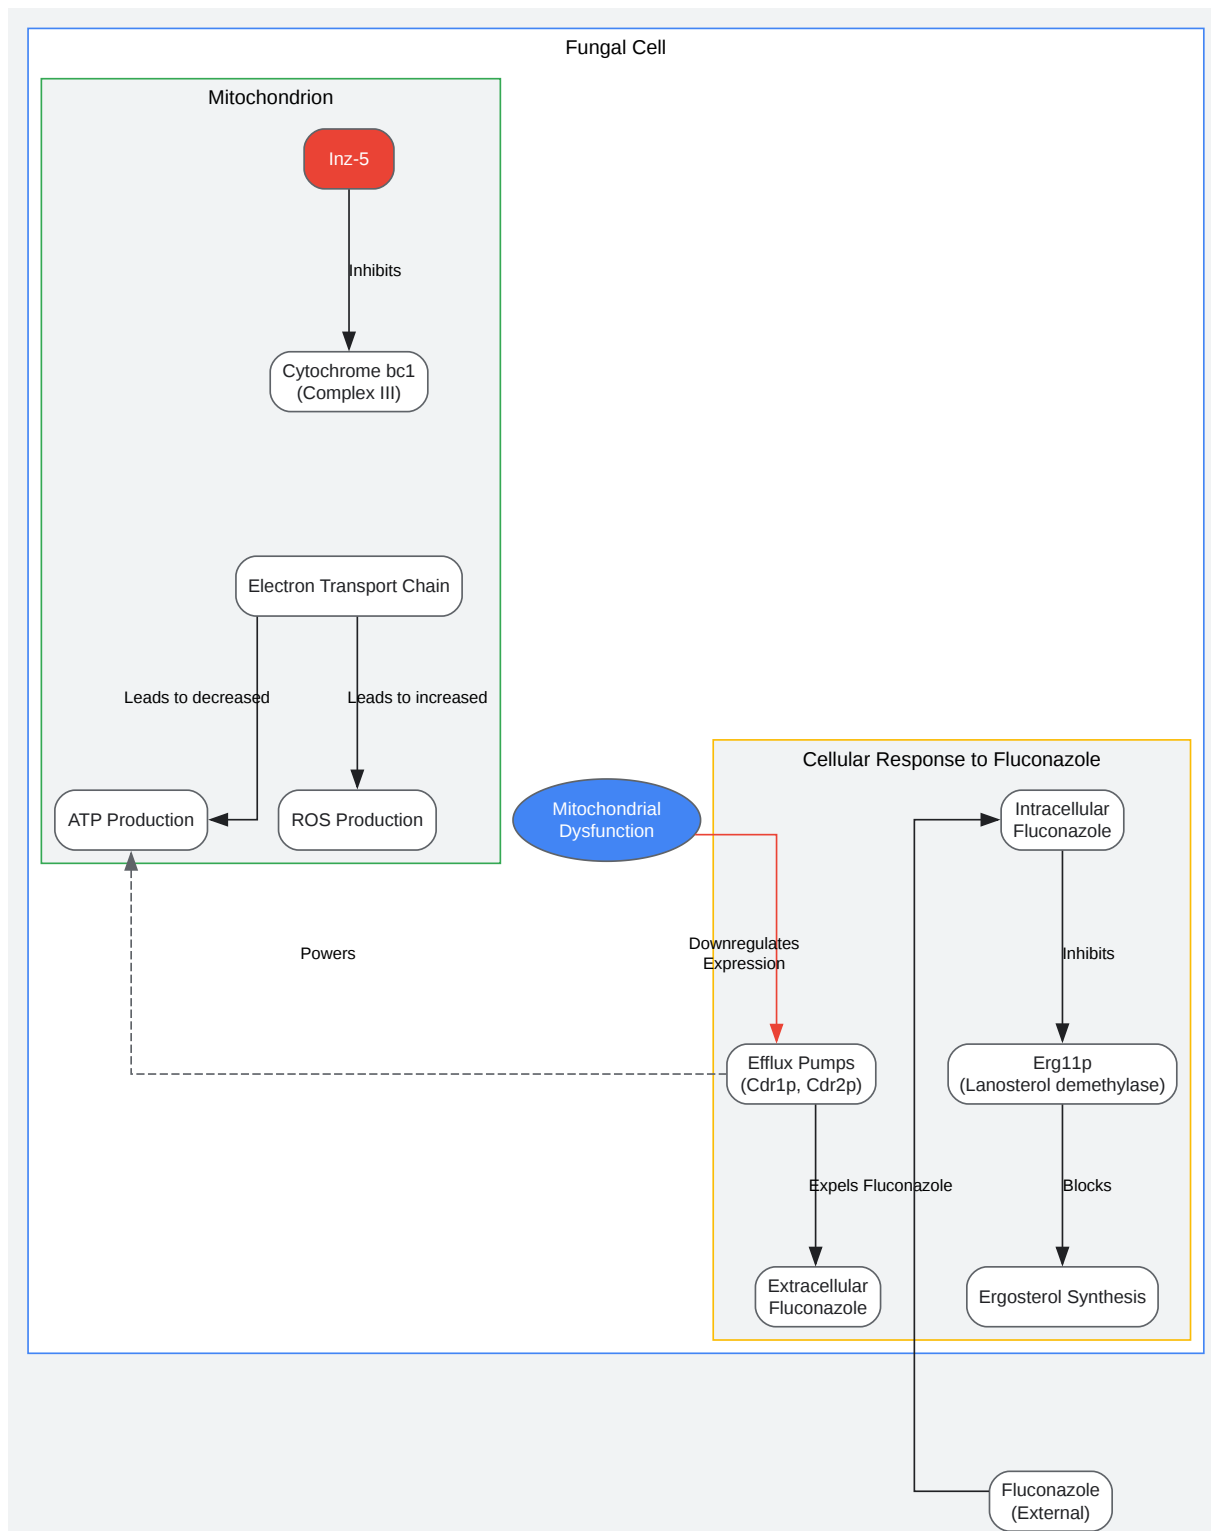 Fungal Cell
Mitochondrion
Inz-5
Inhibits
Cytochrome bc1
(Complex III)
Electron Transport Chain
Leads to decreased
Leads to increased
ATP Production
ROS Production
Mitochondrial
Dysfunction
Cellular Response to Fluconazole
Intracellular
Fluconazole
Powers
Downregulates
Expression
Inhibits
Efflux Pumps
(Cdr1p, Cdr2p)
Erg11p
(Lanosterol demethylase)
Expels Fluconazole
Blocks
Extracellular
Fluconazole
Ergosterol Synthesis
Fluconazole
(External)